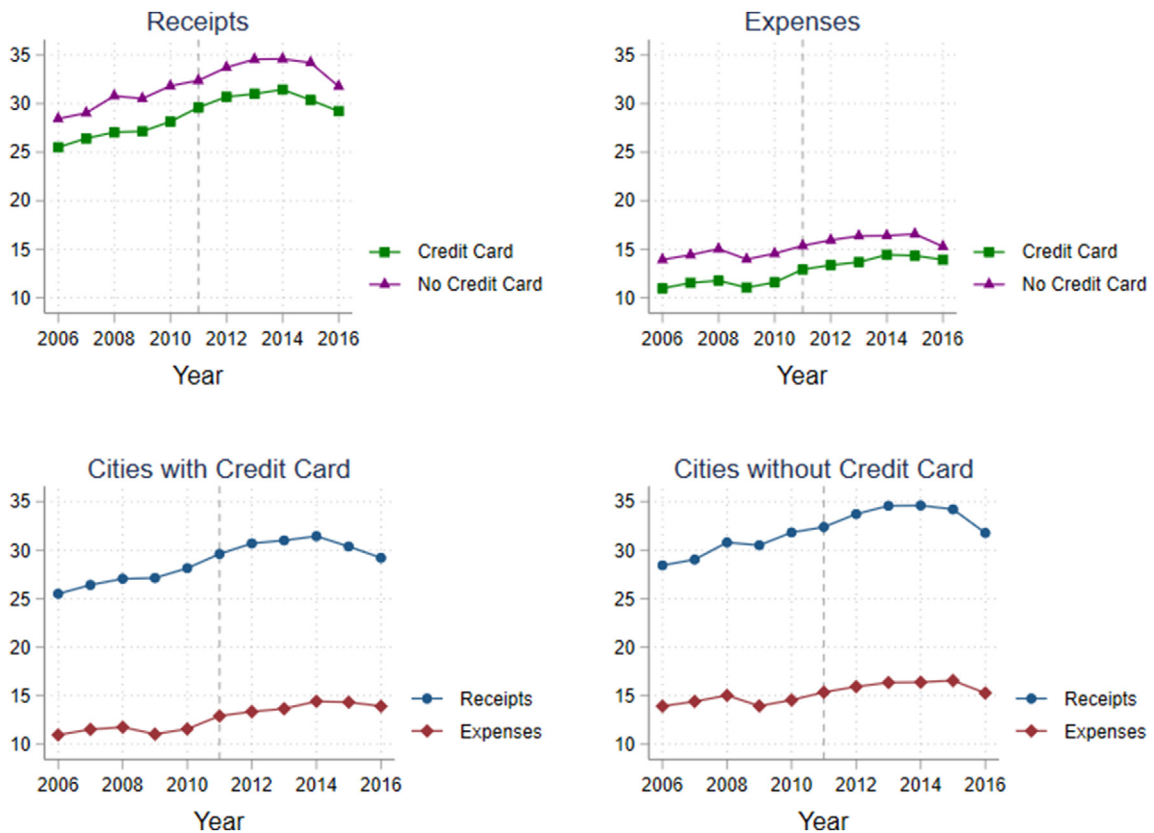 Receipts
35
30
25
20
15
10
2006 2008 2010 2012 2014 2016
Year
Credit Card
No Credit Card
Expenses
35
30
25
20
15
10
2006 2008 2010 2012 2014 2016
Year
Credit Card
No Credit Card
Cities with Credit Card
35
30
25
20
15
10
2006 2008 2010 2012 2014 2016
Year
Receipts
Expenses
Cities without Credit Card
35
30
25
20
15
10
2006 2008 2010 2012 2014 2016
Year
Receipts
Expenses